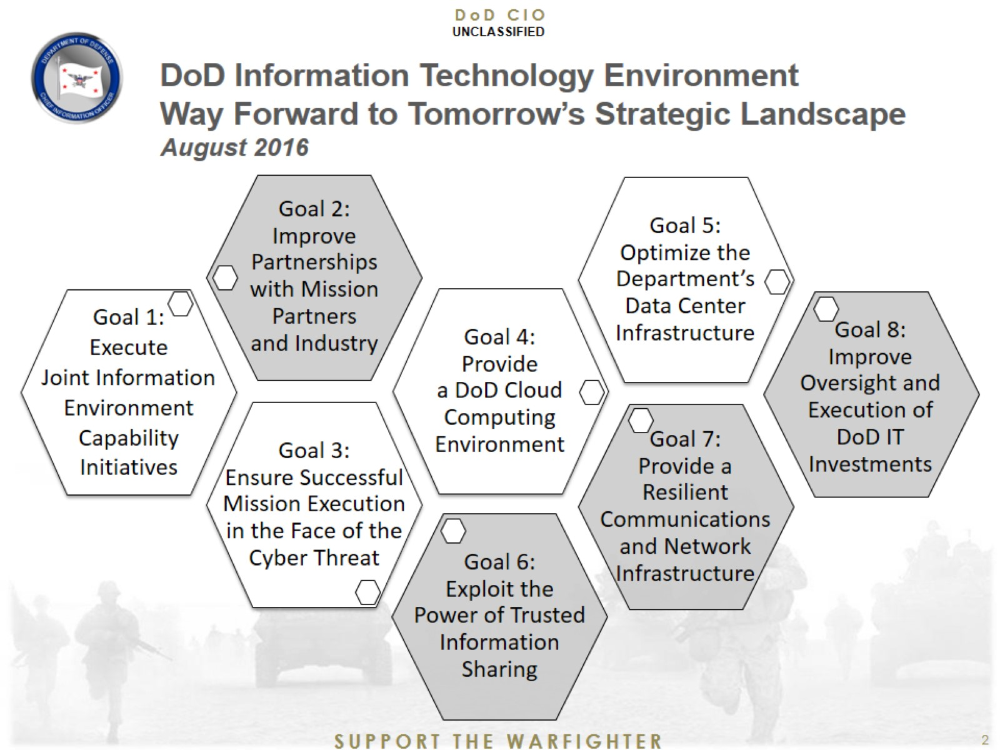 DoD CIO
UNCLASSIFIED
DEPARTMENT OF DEFENSE
CHIEF INFORMATION OFFICER
DoD Information Technology Environment
Way Forward to Tomorrow’s Strategic Landscape
August 2016
Goal 1:
Execute
Joint Information
Environment
Capability
Initiatives
Goal 2:
Improve
Partnerships
with Mission
Partners
and Industry
Goal 3:
Ensure Successful
Mission Execution
in the Face of the
Cyber Threat
Goal 4:
Provide
a DoD Cloud
Computing
Environment
Goal 5:
Optimize the
Department’s
Data Center
Infrastructure
Goal 6:
Exploit the
Power of Trusted
Information
Sharing
Goal 7:
Provide a
Resilient
Communications
and Network
Infrastructure
Goal 8:
Improve
Oversight and
Execution of
DoD IT
Investments
SUPPORT THE WARFIGHTER
2